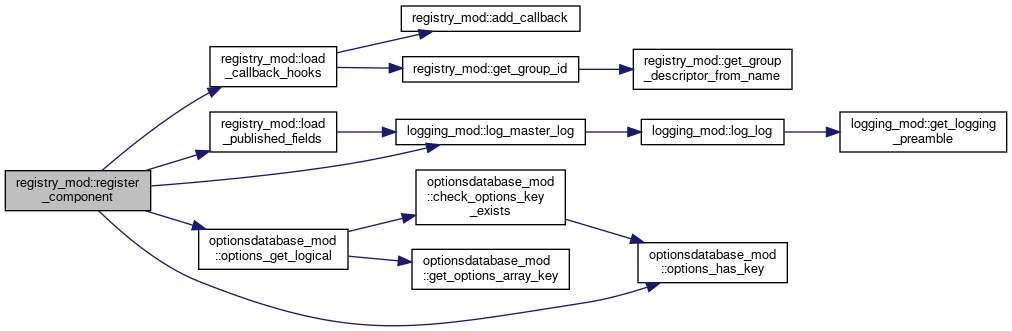 registry_mod::add_callback
registry_mod::load
_callback_hooks
registry_mod::get_group_id
registry_mod::get_group
_descriptor_from_name
registry_mod::load
_published_fields
logging_mod::log_master_log
logging_mod::log_log
logging_mod::get_logging
_preamble
registry_mod::register
_component
optionsdatabase_mod
::check_options_key
_exists
optionsdatabase_mod
::options_get_logical
optionsdatabase_mod
::get_options_array_key
optionsdatabase_mod
::options_has_key